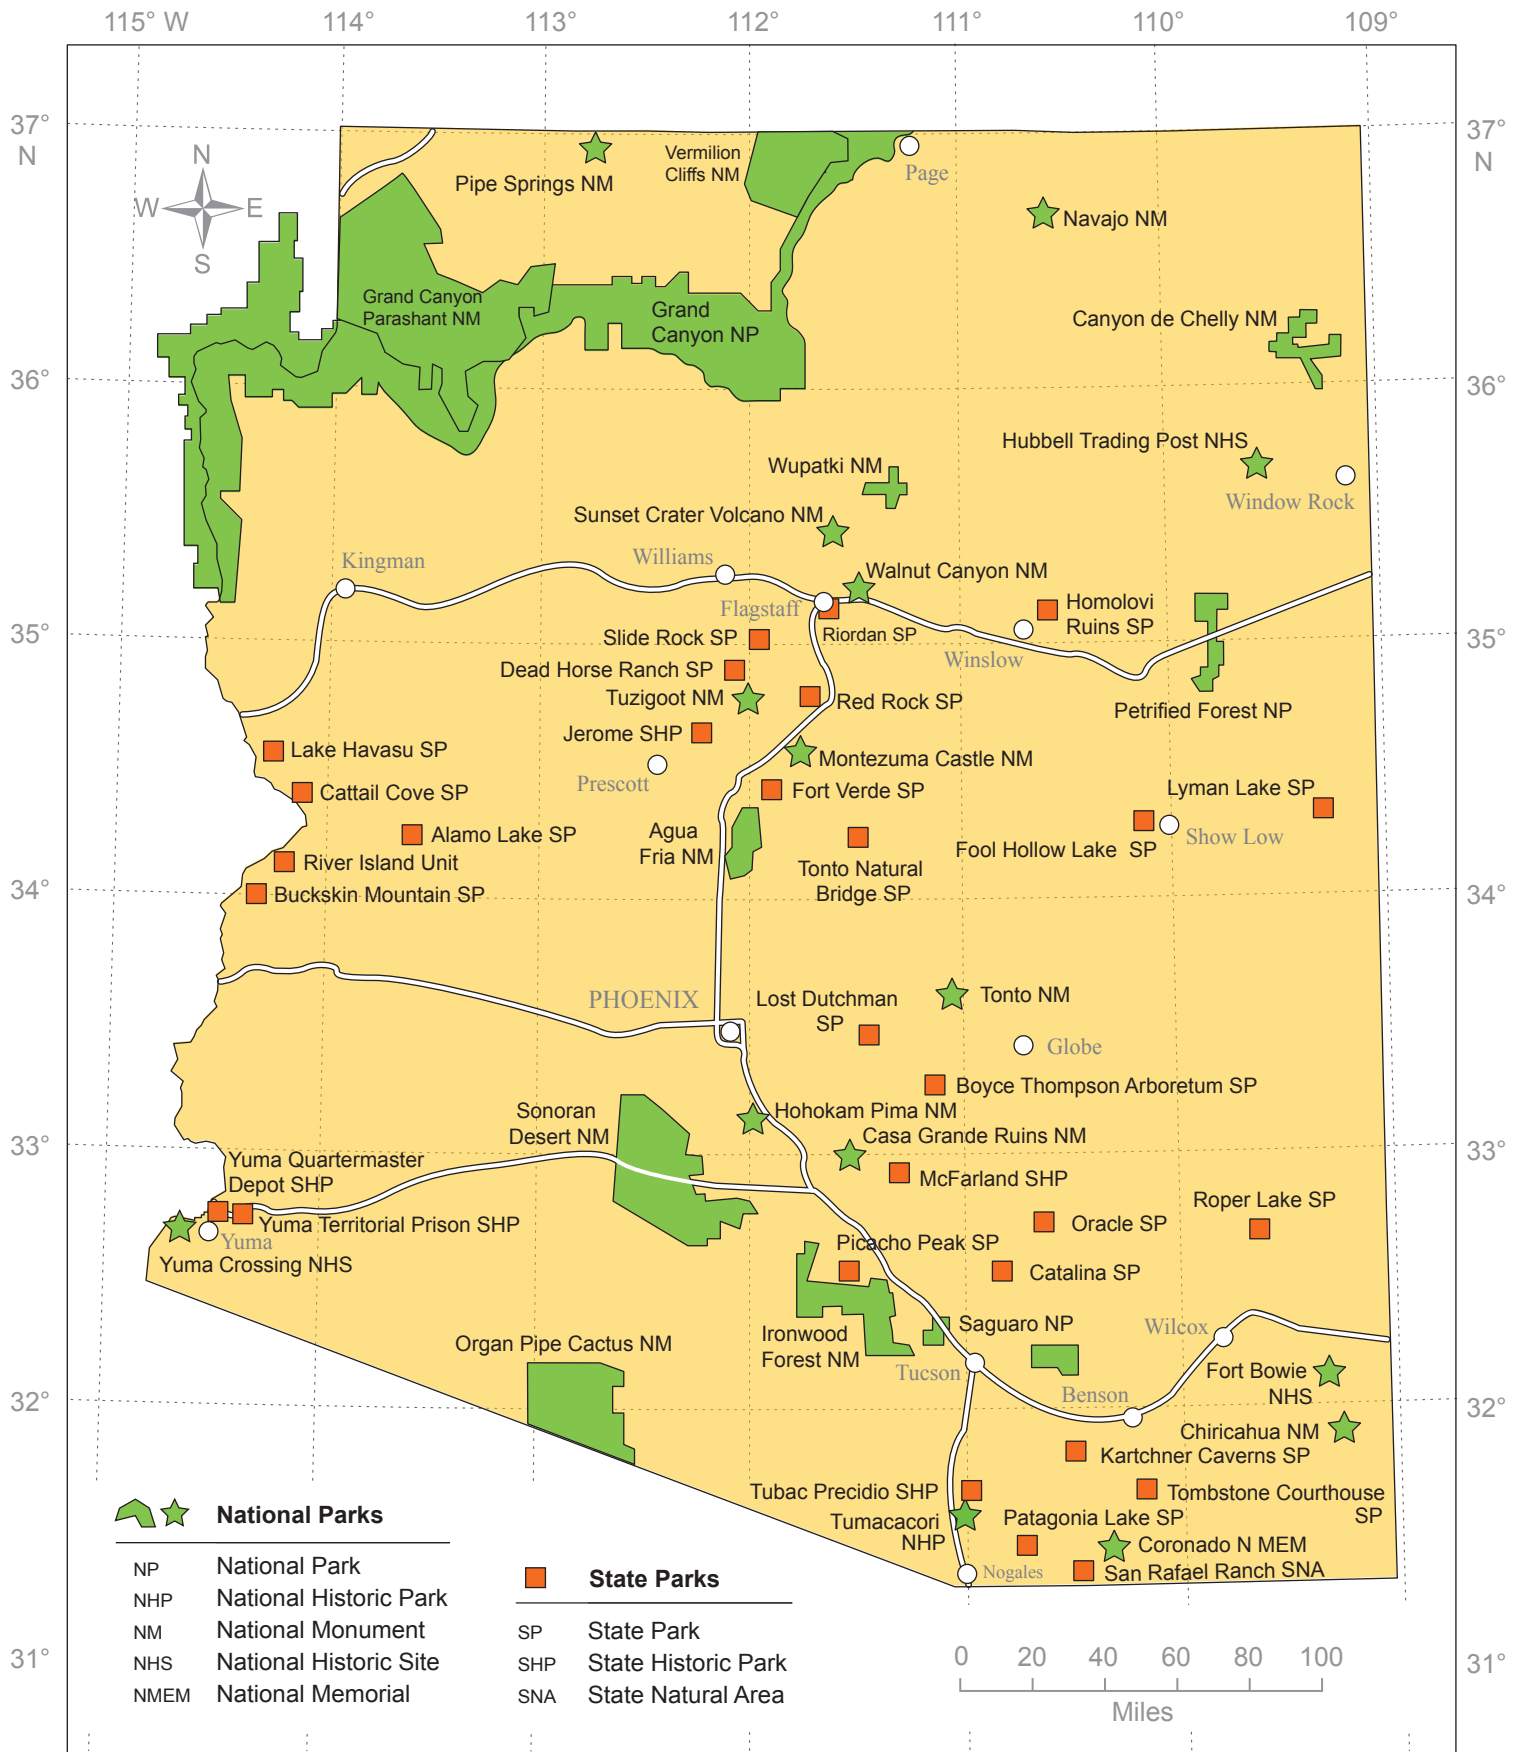 115° W
114°
113°
112°
111°
110°
109°
37°
N
37°
N
N
W
E
S
Pipe Springs NM
Vermilion
Cliffs NM
Page
Navajo NM
Grand Canyon
Parashant NM
Grand
Canyon NP
Canyon de Chelly NM
36°
36°
Hubbell Trading Post NHS
Window Rock
Wupatki NM
Sunset Crater Volcano NM
Kingman
Williams
Walnut Canyon NM
Flagstaff
Riordan SP
Homolovi
Ruins SP
Winslow
35°
35°
Slide Rock SP
Dead Horse Ranch SP
Tuzigoot NM
Red Rock SP
Petrified Forest NP
Jerome SHP
Lake Havasu SP
Montezuma Castle NM
Prescott
Cattail Cove SP
Fort Verde SP
Lyman Lake SP
Alamo Lake SP
Agua
Fria NM
Show Low
Fool Hollow Lake SP
River Island Unit
Tonto Natural
Bridge SP
34°
34°
Buckskin Mountain SP
PHOENIX
Lost Dutchman
SP
Tonto NM
Globe
Boyce Thompson Arboretum SP
Sonoran
Desert NM
Hohokam Pima NM
Casa Grande Ruins NM
33°
33°
Yuma Quartermaster
Depot SHP
McFarland SHP
Roper Lake SP
Yuma Territorial Prison SHP
Oracle SP
Yuma
Yuma Crossing NHS
Picacho Peak SP
Catalina SP
Organ Pipe Cactus NM
Ironwood
Forest NM
Saguaro NP
Wilcox
Tucson
Fort Bowie
NHS
Benson
32°
32°
Chiricahua NM
Kartchner Caverns SP
Tubac Precidio SHP
Tombstone Courthouse
SP
Tumacacori
NHP
Patagonia Lake SP
Coronado N MEM
Nogales
San Rafael Ranch SNA
National Parks
NP National Park
NHP National Historic Park
NM National Monument
NHS National Historic Site
NMEM National Memorial
State Parks
SP State Park
SHP State Historic Park
SNA State Natural Area
31°
31°
0 20 40 60 80 100
Miles